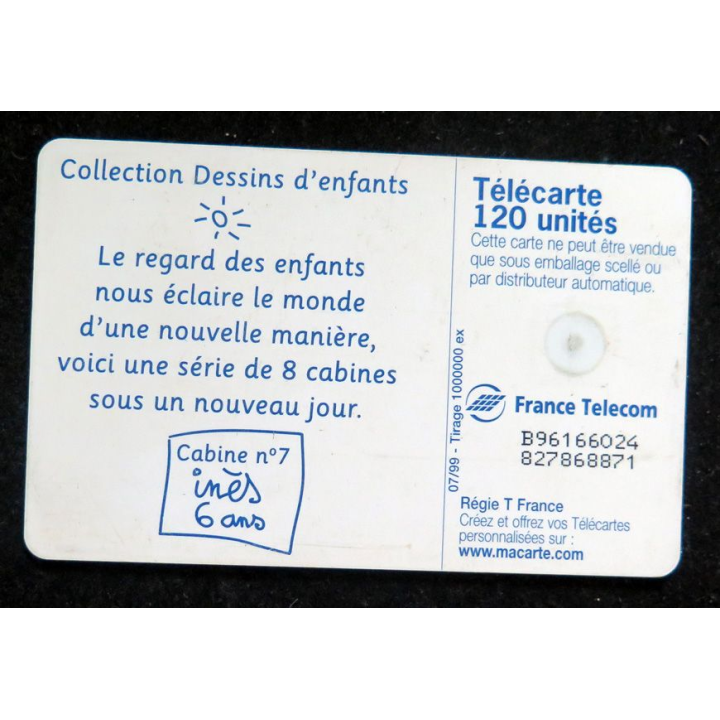 Collection Dessins d'enfants
Le regard des enfants
nous éclaire le monde
d'une nouvelle manière,
voici une série de 8 cabines
sous un nouveau jour.
Cabine nº7
inès
6 ans
07/99 - Tirage 1000000 ex
Télécarte
120 unités
Cette carte ne peut être vendue
que sous emballage scellé ou
par distributeur automatique.
France Telecom
B96166024
827868871
Régie T France
Créez et offrez vos Télécartes
personnalisées sur :
www.macarte.com